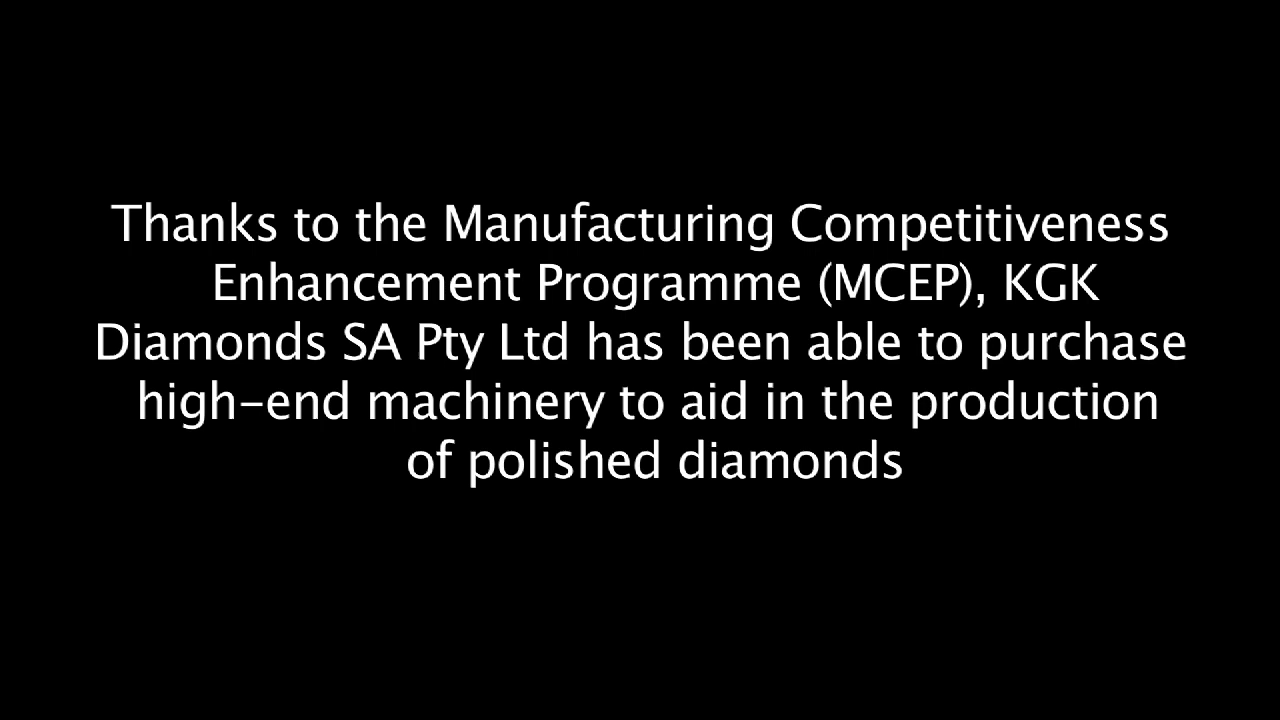 Thanks to the Manufacturing Competitiveness
Enhancement Programme (MCEP), KGK
Diamonds SA Pty Ltd has been able to purchase
high-end machinery to aid in the production
of polished diamonds